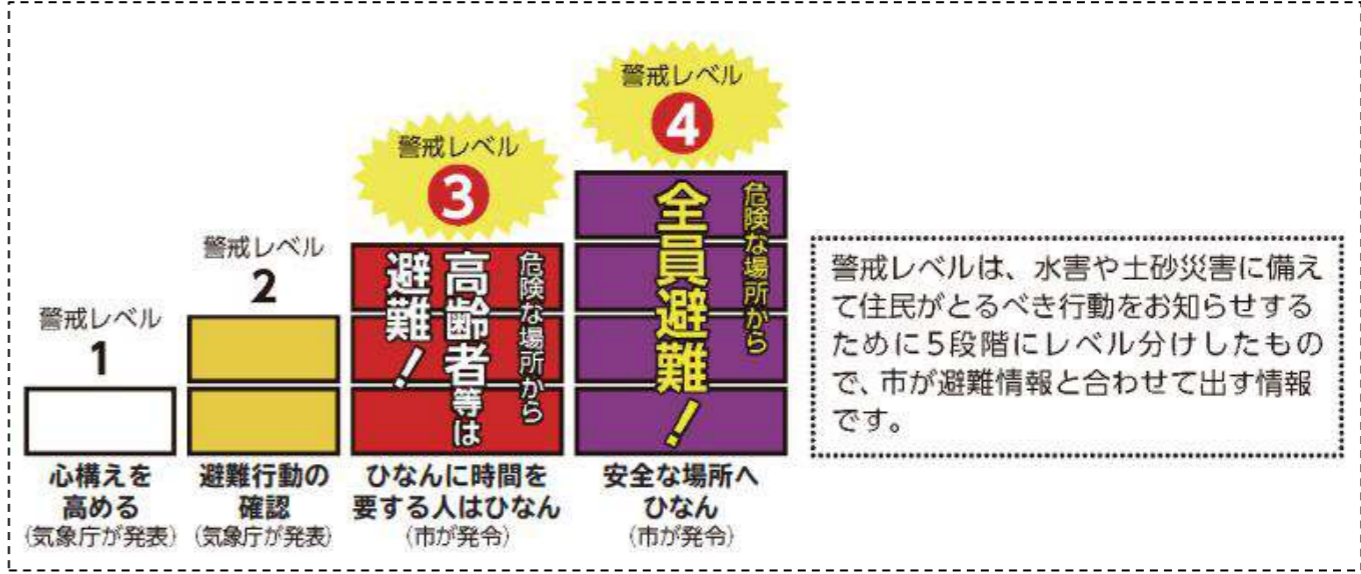 警戒レベル
1
心構えを
高める
(気象庁が発表)
警戒レベル
2
避難行動の
確認
(気象庁が発表)
警戒レベル
3
危険な場所から
高齢者等は
避難!
ひなんに時間を
要する人はひなん
(市が発令)
警戒レベル
4
危険な場所から
全員避難!
安全な場所へ
ひなん
(市が発令)
警戒レベルは、水害や土砂災害に備え
て住民がとるべき行動をお知らせする
ために5段階にレベル分けしたもの
で、市が避難情報と合わせて出す情報
です。